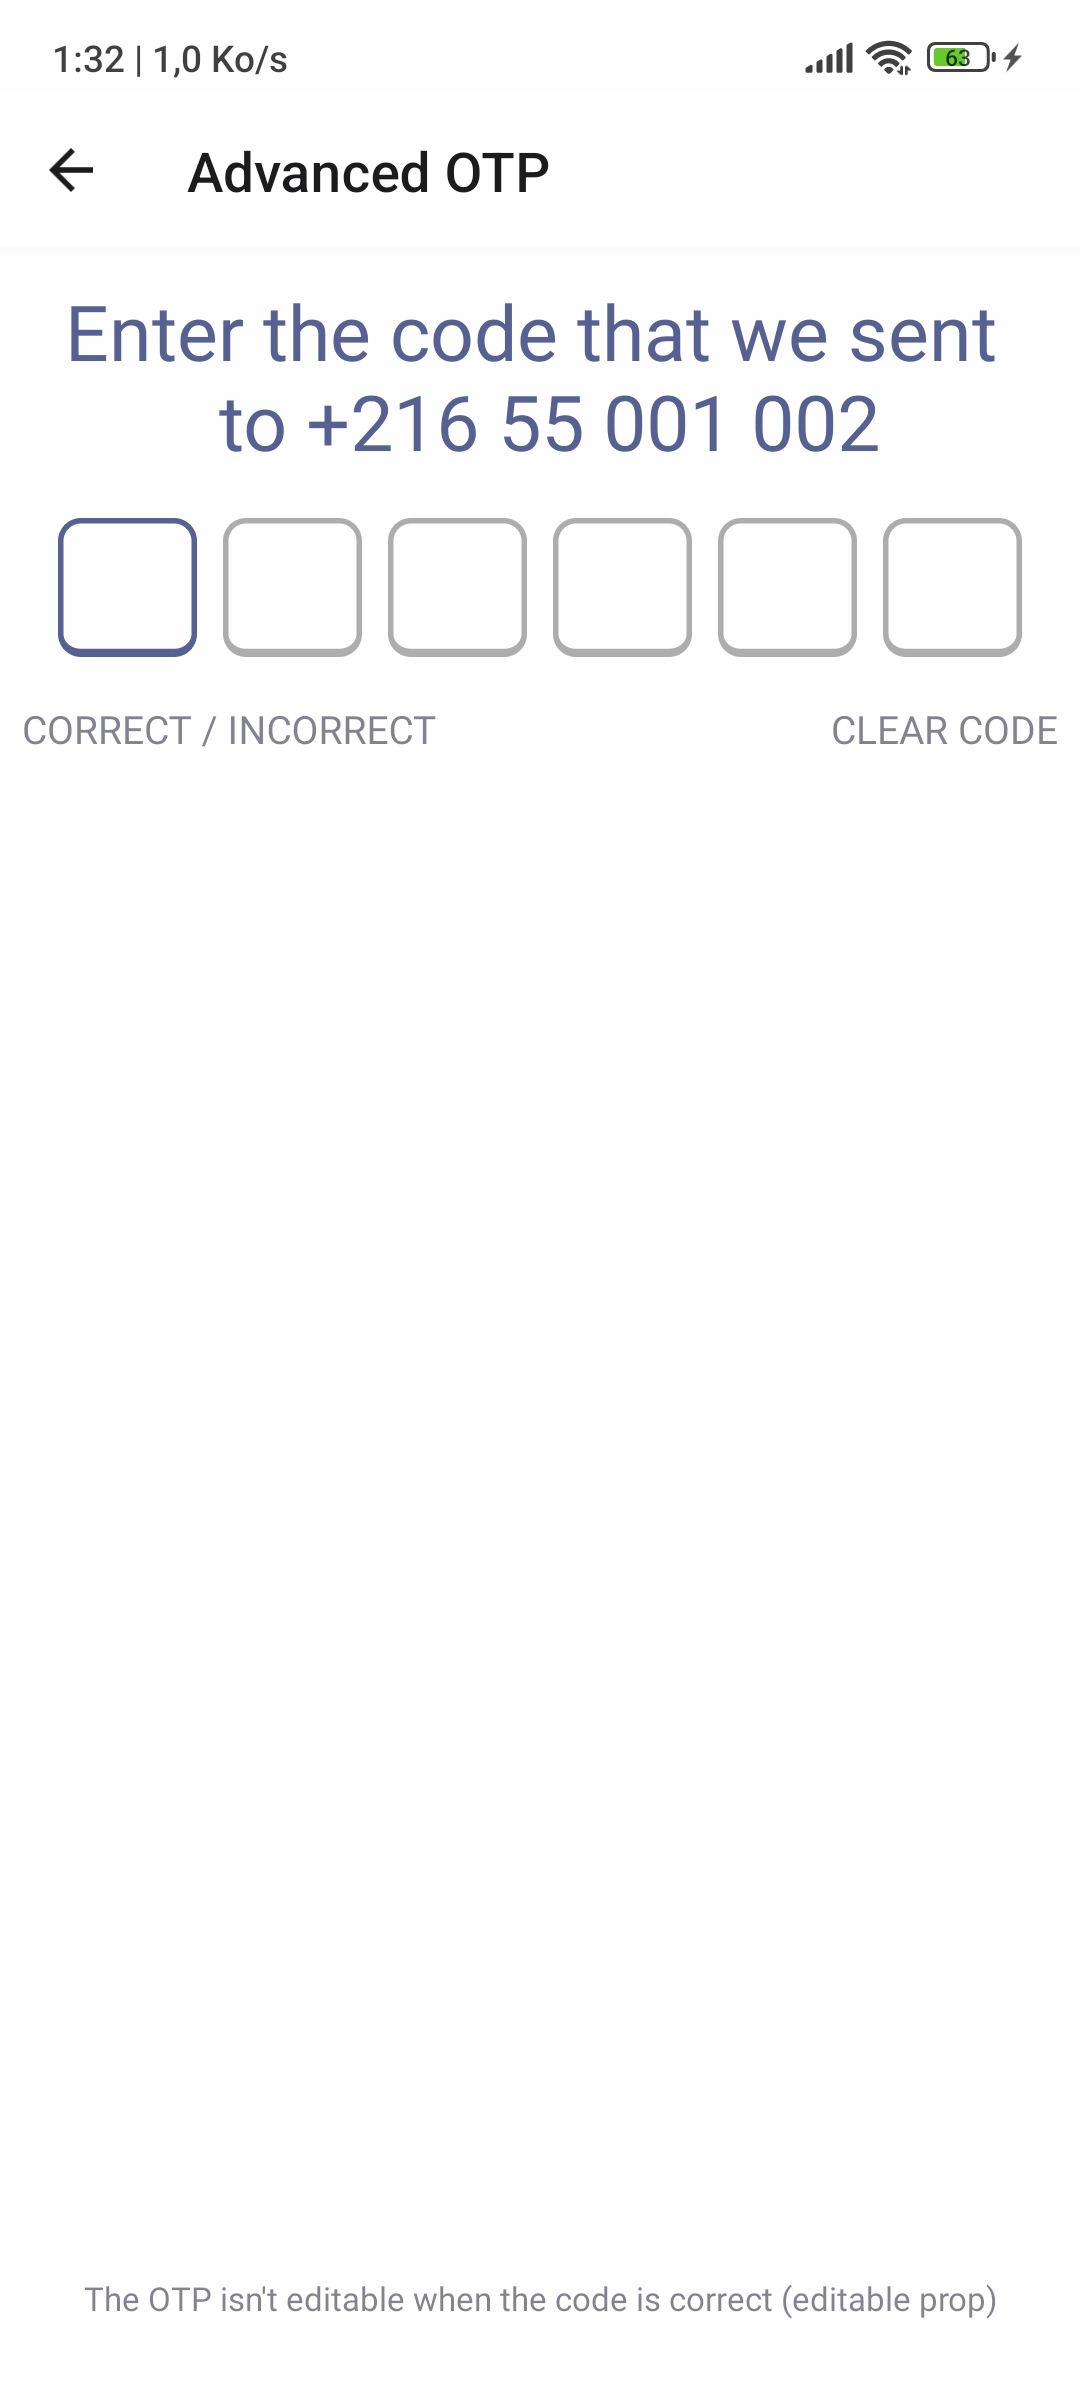 1:32 | 1,0 Ko/s 63
Advanced OTP
Enter the code that we sent
to +216 55 001 002
CORRECT / INCORRECT CLEAR CODE
The OTP isn't editable when the code is correct (editable prop)